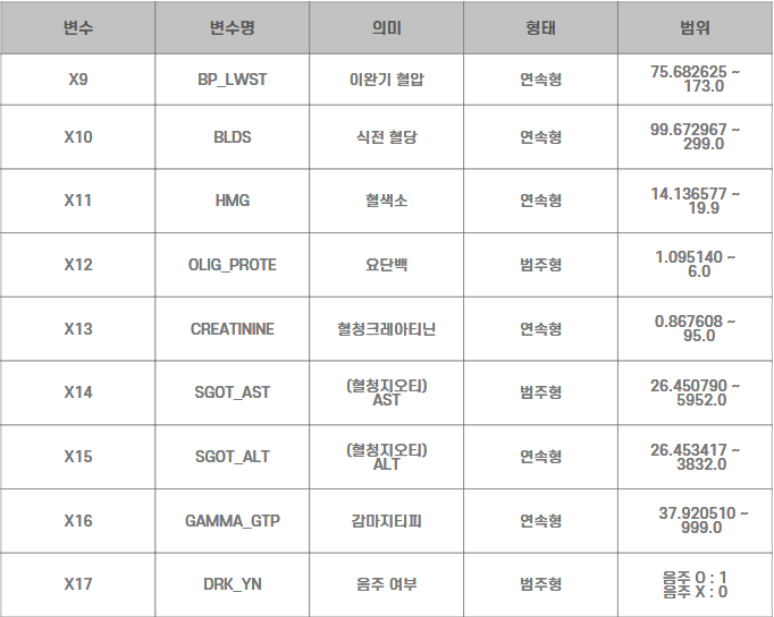 변수 변수명 의미 형태 범위
X9 BP_LWST 이완기 혈압 연속형 75.682625 ~
173.0
X10 BLDS 식전 혈당 연속형 99.672967 ~
299.0
X11 HMG 혈색소 연속형 14.136577 ~
19.9
X12 OLIG_PROTE 요단백 범주형 1.095140 ~
6.0
X13 CREATININE 혈청크레아티닌 연속형 0.867608 ~
95.0
X14 SGOT_AST (혈청지오티)
AST 범주형 26.450790 ~
5952.0
X15 SGOT_ALT (혈청지오티)
ALT 연속형 26.453417 ~
3832.0
X16 GAMMA_GTP 감마지티피 연속형 37.920510 ~
999.0
X17 DRK_YN 음주 여부 범주형 음주 O : 1
음주 X : 0